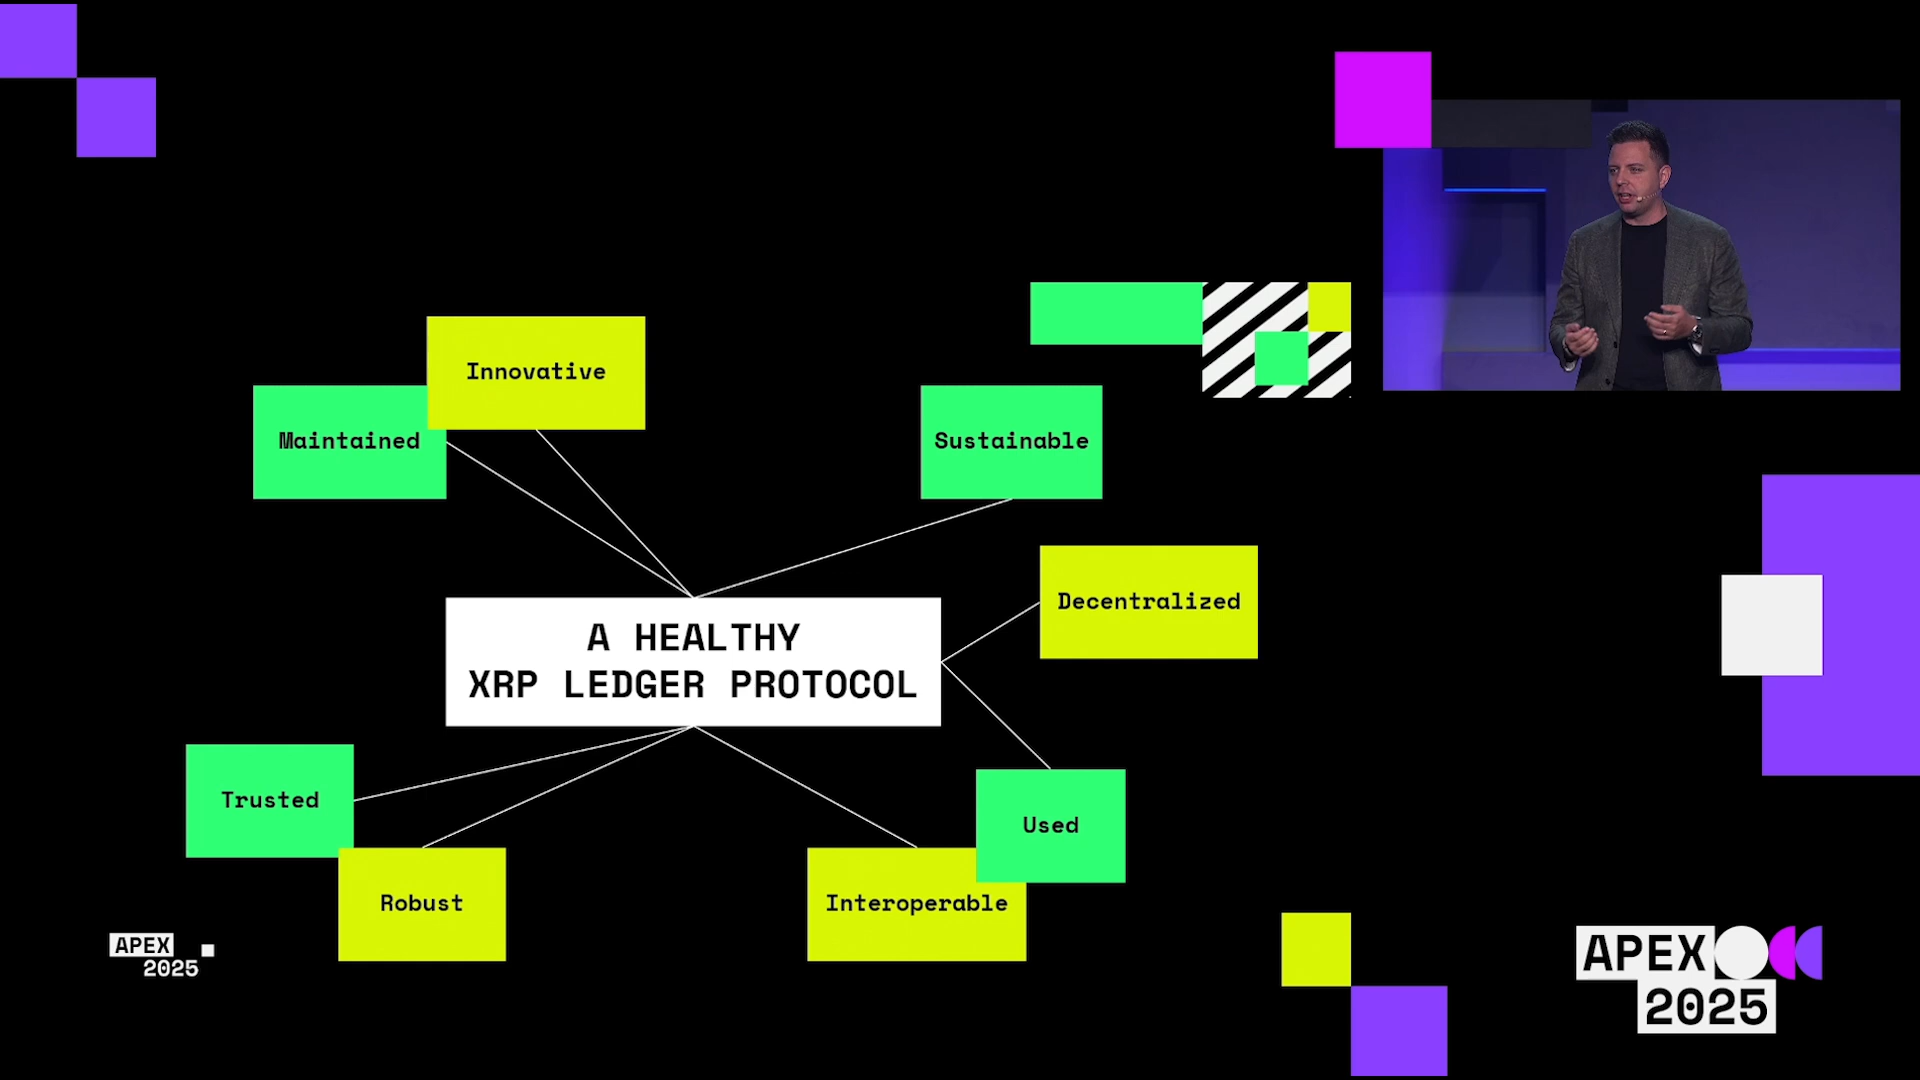 Innovative
Maintained
Sustainable
Decentralized
A HEALTHY
XRP LEDGER PROTOCOL
Trusted
Used
Robust
Interoperable
APEX
2025
APEX
2025